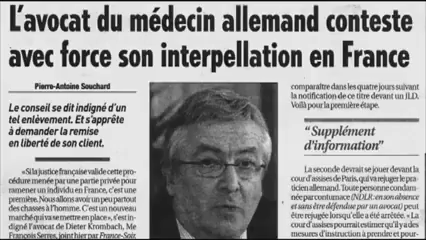 L'avocat du médecin allemand conteste
avec force son interpellation en France
Pierre-Antoine Souchard
Le conseil se dit indigné d'un
tel enlèvement. Et s'apprête
à demander la remise
en liberté de son client.
« Si la justice française valide cette pro-
cédure menée par une partie privée pour
ramener un individu en France, c'est une
première. Nous allons avoir un peu partout
des chasses à l'homme. C'est un nouveau
marché qui va se mettre en place », s'est in-
digné l'avocat de Dieter Krombach, Me
François Serres, joint hier par France-Soir,
comparaître dans les quatre jours suivant
la notification de ce titre devant un JLD.
Voilà pour la première étape.
“Supplément
d'information”
La seconde devrait se jouer devant la
cour d'assises de Paris, qui va rejuger le pra-
ticien allemand. Toute personne condam-
née par contumace (NDLR: en son absence
et sans être défendue par un avocat) peut
être rejugée lorsqu'elle a été arrêtée. « La
cour d'assises pourrait estimer qu'il y a des
mesures d'instruction à prendre et pour-